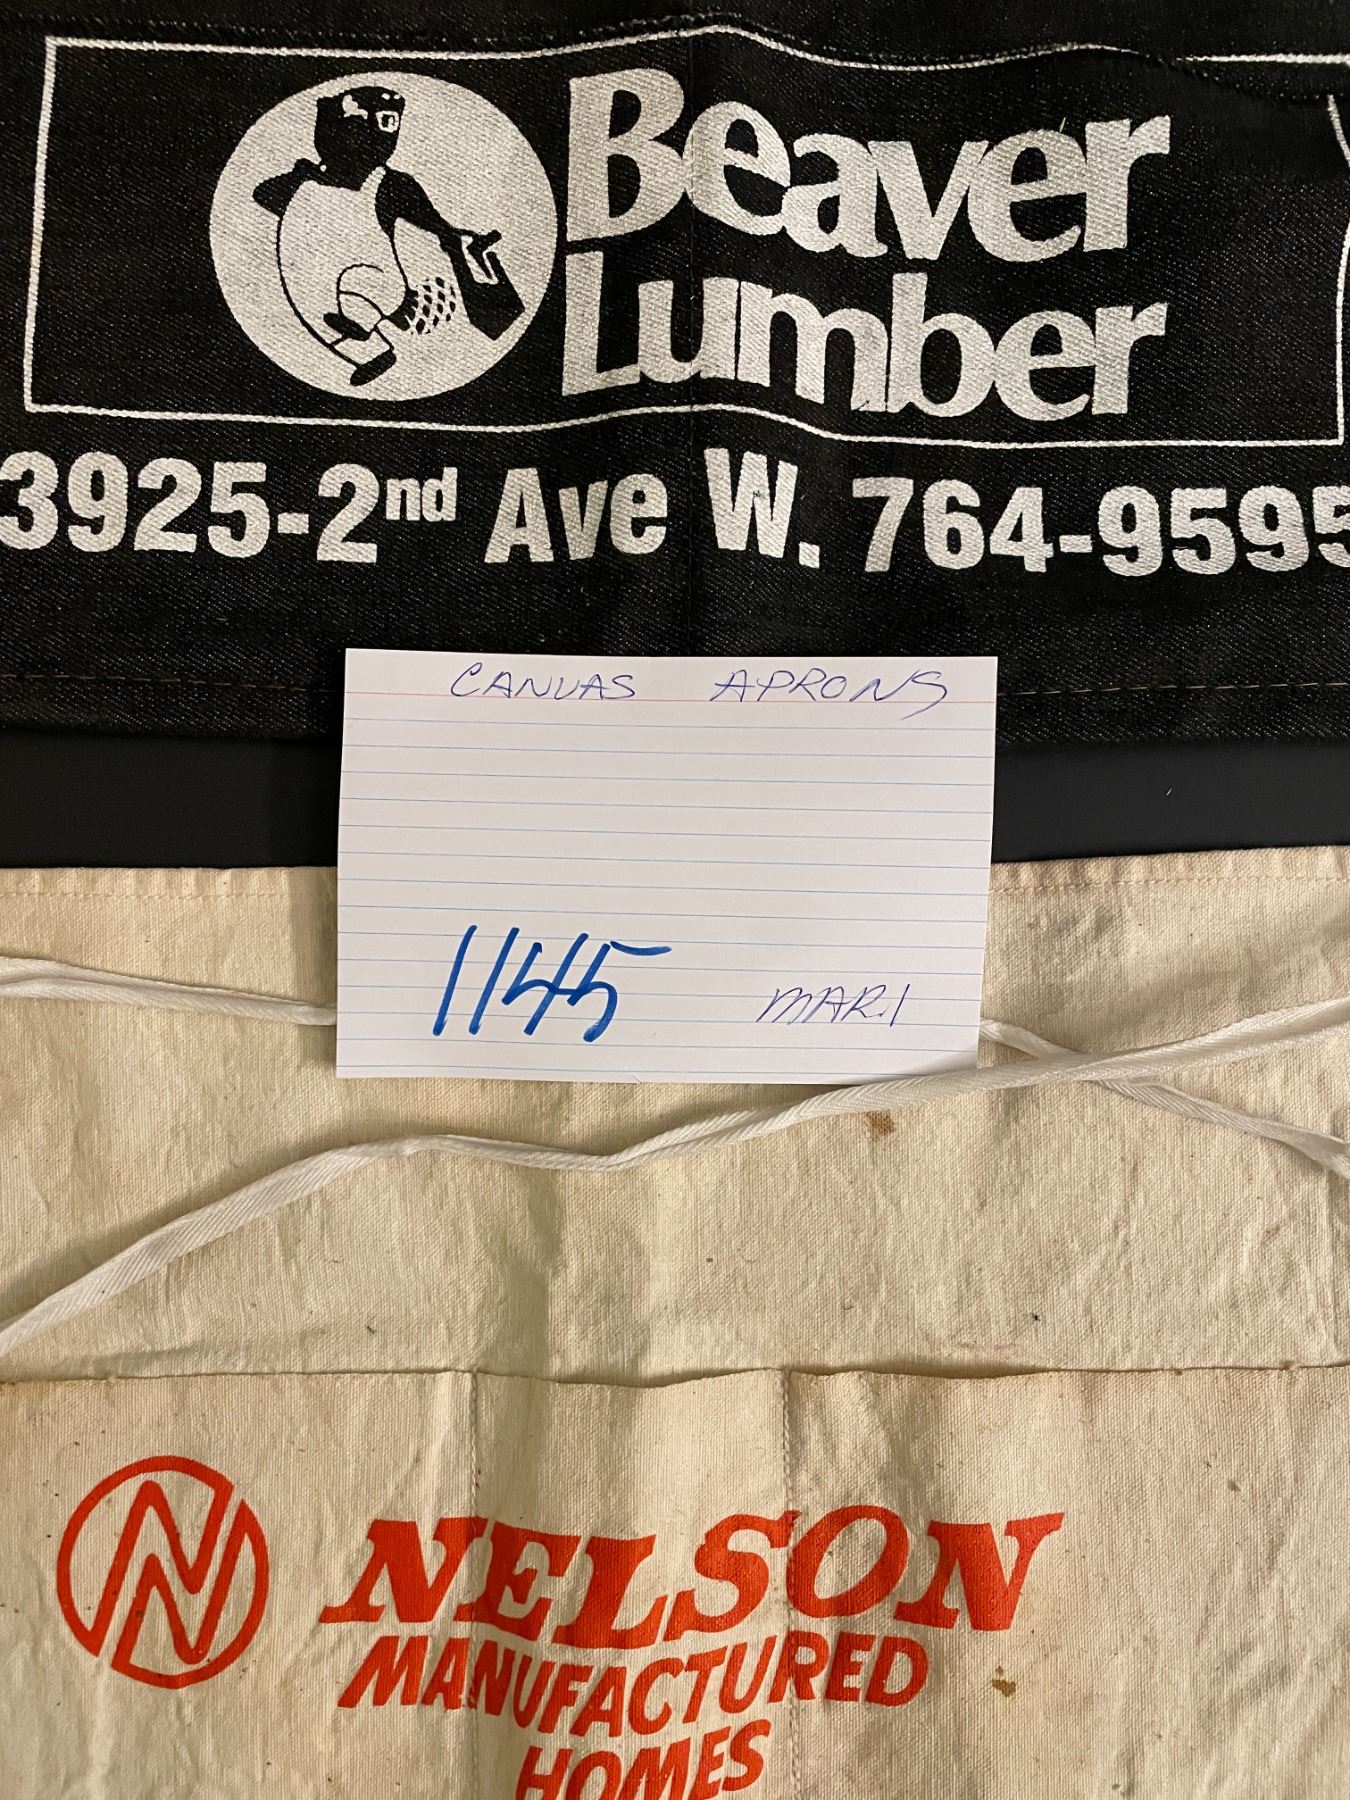 Beaver
Lumber
3925-2nd Ave W. 764-9595
CANVAS APRONS
1145 MAR.1
NELSON
MANUFACTURED
HOMES